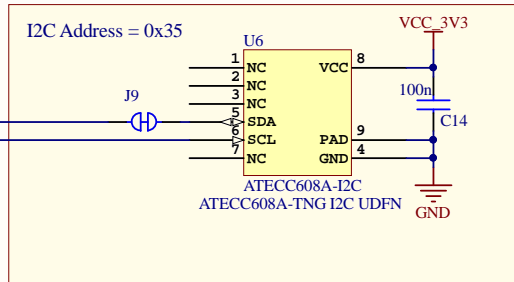 I2C Address = 0x35
U6
VCC_3V3
1 NC VCC 8
2 NC
3 NC
100n
J9
5 SDA
C14
6 SCL PAD 9
7 NC GND 4
ATECC608A-I2C
ATECC608A-TNG I2C UDFN
GND